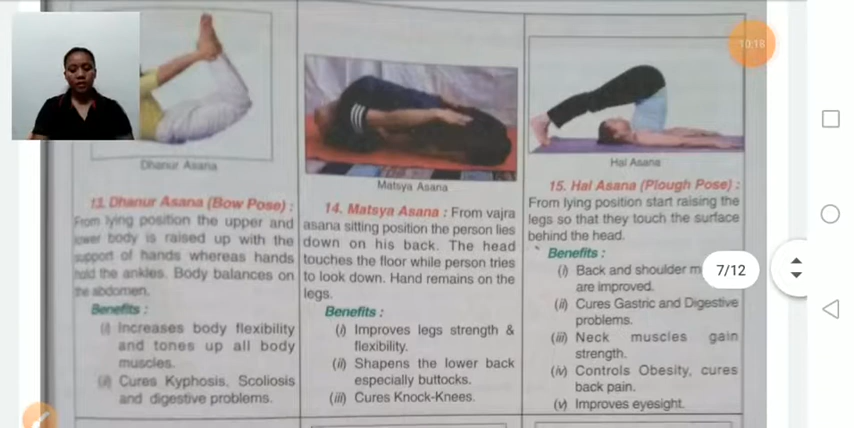 10:18
Dhanur Asana
13. Dhanur Asana (Bow Pose) :
From lying position the upper and
lower body is raised up with the
support of hands whereas hands
hold the ankles. Body balances on
the abdomen.
Benefits :
(i) Increases body flexibility
and tones up all body
muscles.
(ii) Cures Kyphosis, Scoliosis
and digestive problems.
Matsya Asana
14. Matsya Asana : From vajra
asana sitting position the person lies
down on his back. The head
touches the floor while person tries
to look down. Hand remains on the
legs.
Benefits :
(i) Improves legs strength &
flexibility.
(ii) Shapens the lower back
especially buttocks.
(iii) Cures Knock-Knees.
Hal Asana
15. Hal Asana (Plough Pose) :
From lying position start raising the
legs so that they touch the surface
behind the head.
Benefits :
(i) Back and shoulder
are improved.
(ii) Cures Gastric and Digestive
problems.
(iii) Neck muscles gain
strength.
(iv) Controls Obesity, cures
back pain.
(v) Improves eyesight.
7/12